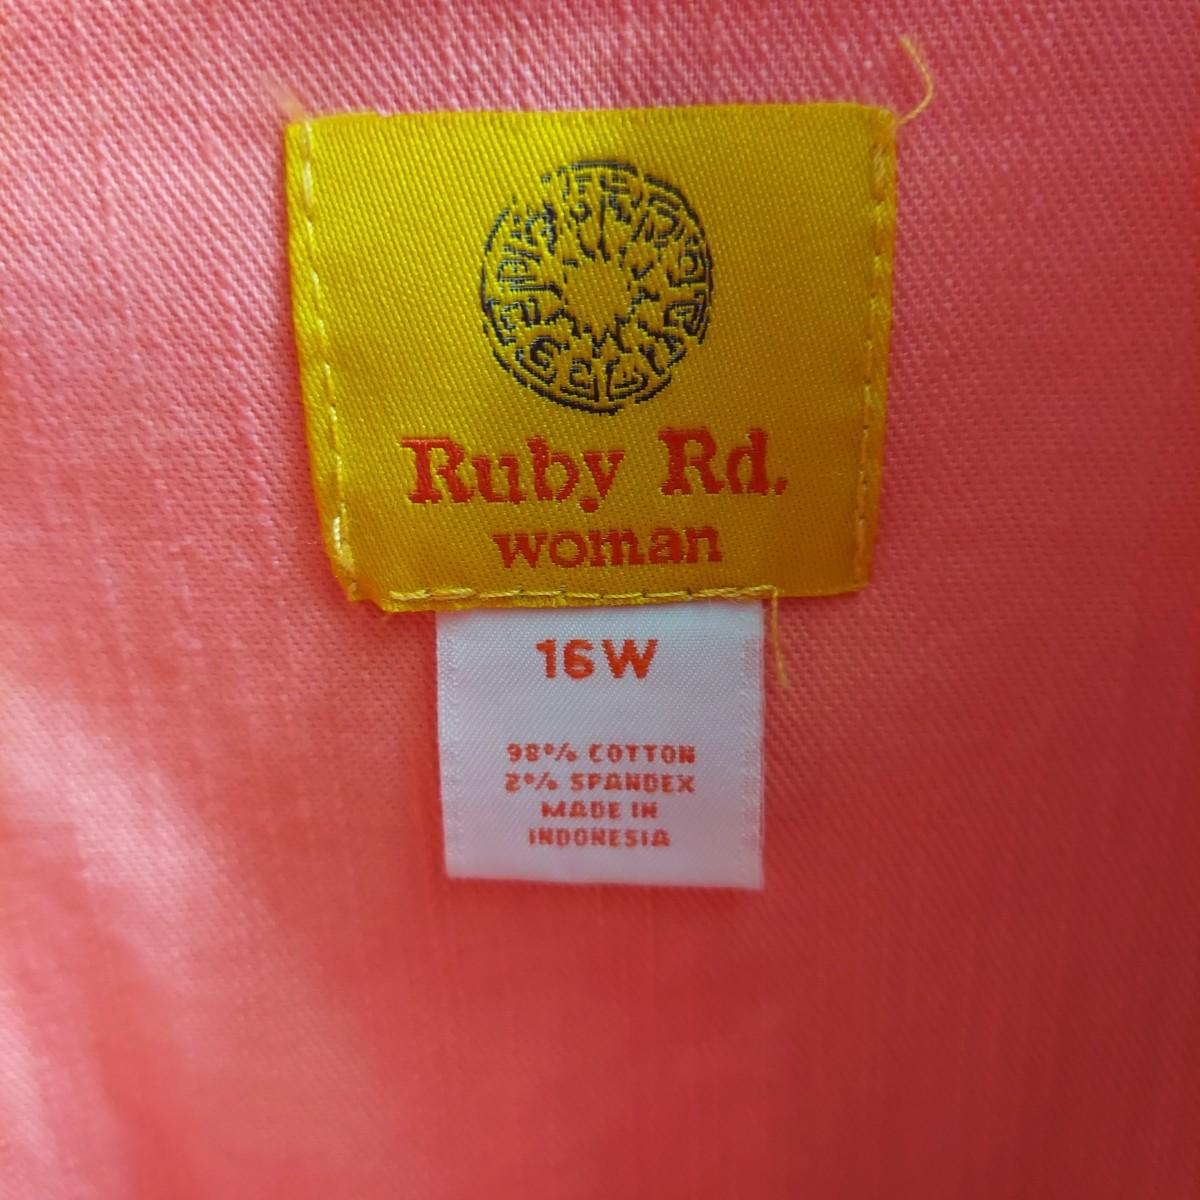 Ruby Rd.
woman
16W
98% COTTON
2% SPANDEX
MADE IN
INDONESIA